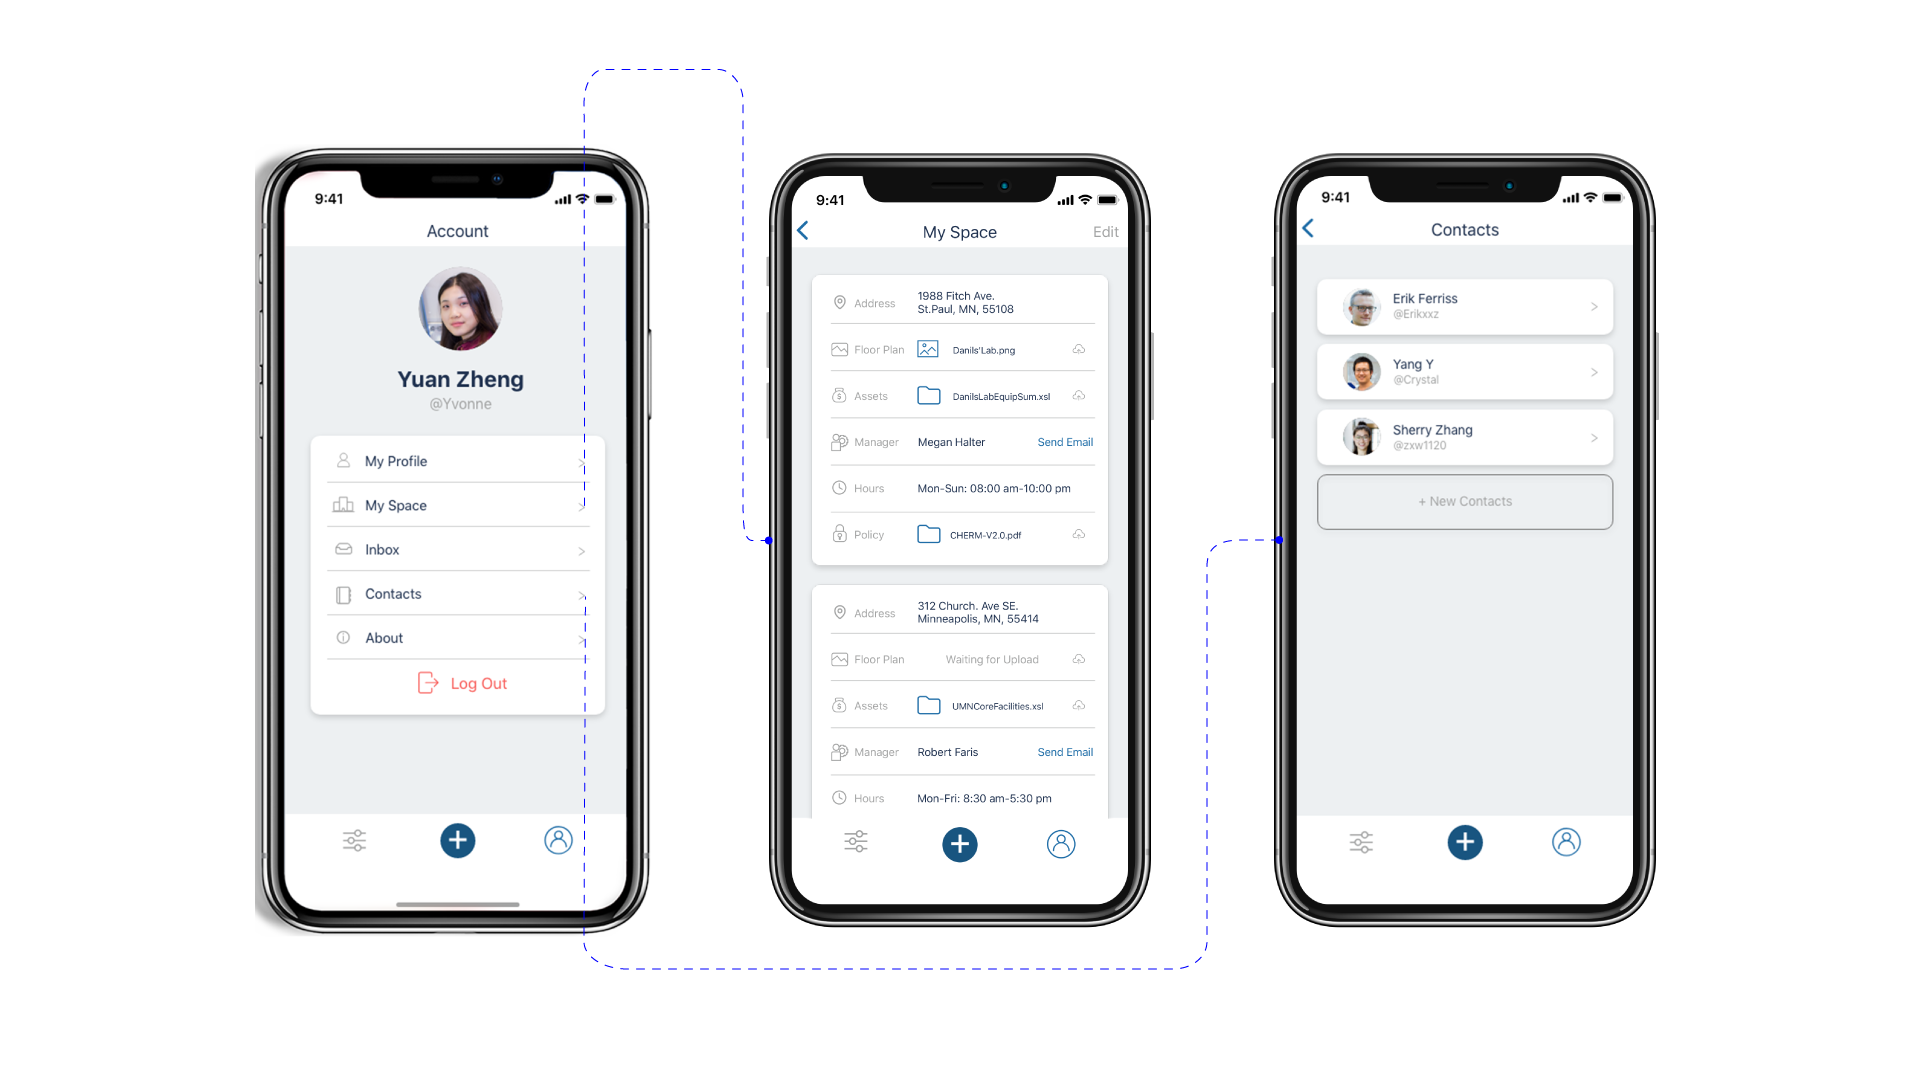 9:41
Account
Yuan Zheng
@Yvonne
My Profile
My Space
Inbox
Contacts
About
Log Out
9:41
My Space
Edit
Address
1988 Fitch Ave.
St.Paul, MN, 55108
Floor Plan
Danils'Lab.png
Assets
DanilsLabEquipSum.xsl
Manager
Megan Halter
Send Email
Hours
Mon-Sun: 08:00 am-10:00 pm
Policy
CHERM-V2.0.pdf
Address
312 Church. Ave SE.
Minneapolis, MN, 55414
Floor Plan
Waiting for Upload
Assets
UMNCoreFacilities.xsl
Manager
Robert Faris
Send Email
Hours
Mon-Fri: 8:30 am-5:30 pm
9:41
Contacts
Erik Ferriss
@Erikxxz
Yang Y
@Crystal
Sherry Zhang
@zxw1120
+ New Contacts